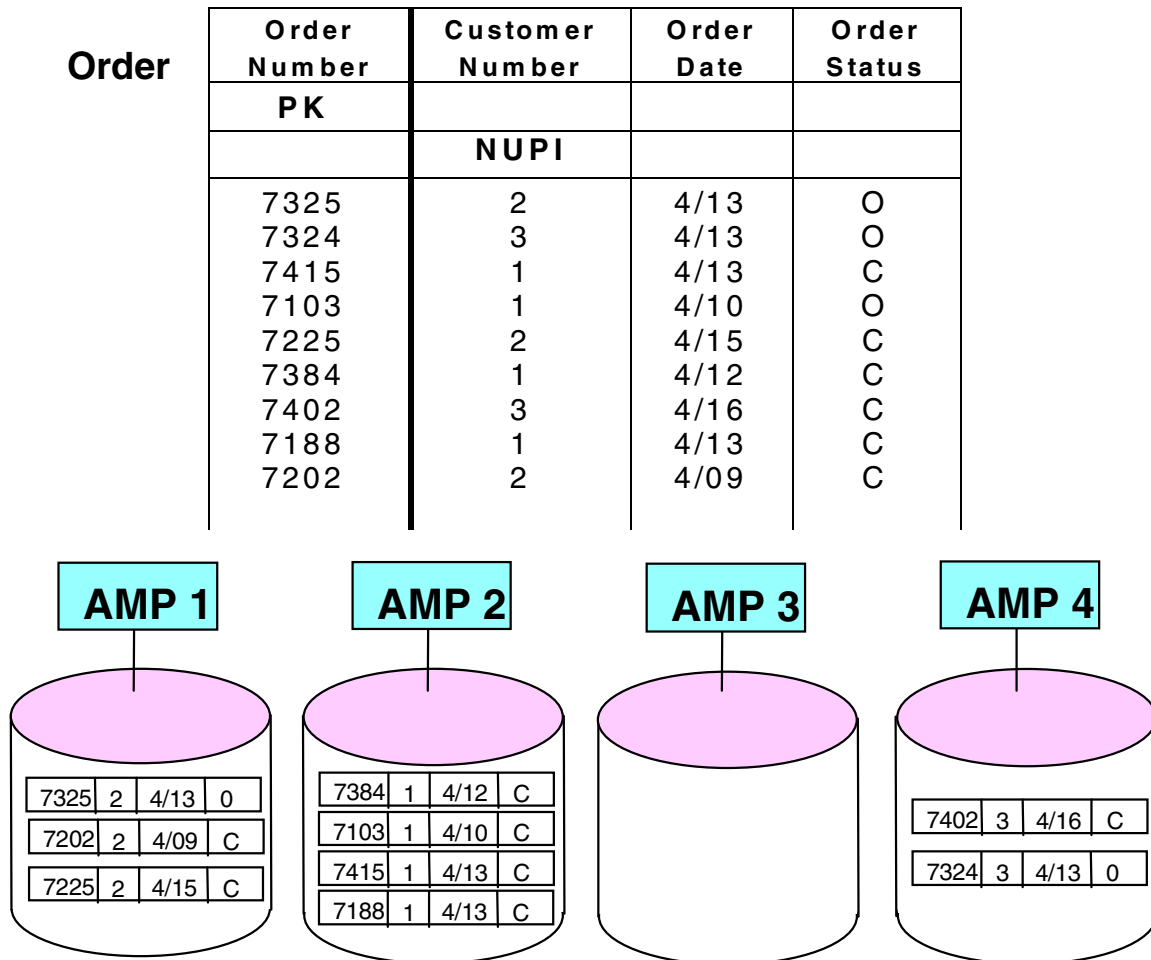 Order
Order Number Customer Number Order Date Order Status
PK
NUPI
7325 2 4/13 O
7324 3 4/13 O
7415 1 4/13 C
7103 1 4/10 O
7225 2 4/15 C
7384 1 4/12 C
7402 3 4/16 C
7188 1 4/13 C
7202 2 4/09 C
AMP 1 AMP 2 AMP 3 AMP 4
7325 2 4/13 0
7202 2 4/09 C
7225 2 4/15 C
7384 1 4/12 C
7103 1 4/10 C
7415 1 4/13 C
7188 1 4/13 C
7402 3 4/16 C
7324 3 4/13 0